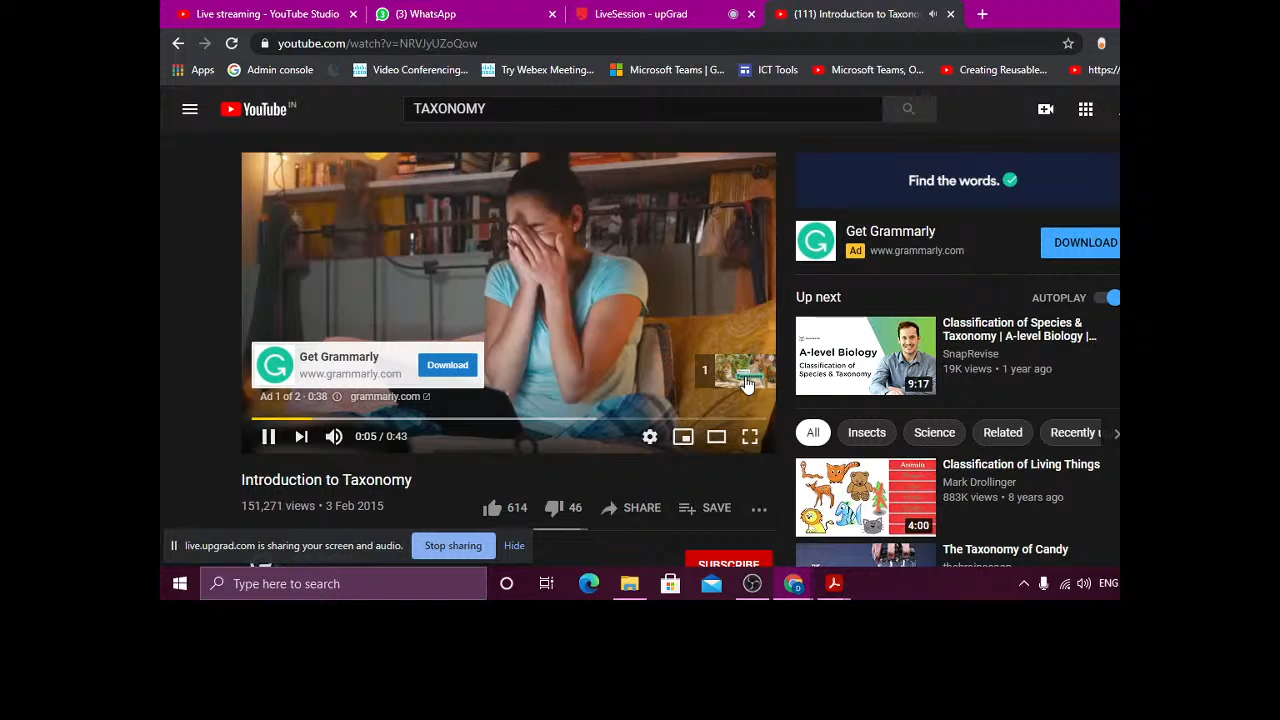 Live streaming - YouTube Studio
(3) WhatsApp
LiveSession - upGrad
(111) Introduction to Taxono
youtube.com/watch?v=NRVJyUZoQow
Apps
Admin console
Video Conferencing...
Try Webex Meeting...
Microsoft Teams | G...
ICT Tools
Microsoft Teams, O...
Creating Reusable...
https:/
YouTube IN
TAXONOMY
Find the words.
Get Grammarly
Ad www.grammarly.com
DOWNLOAD
Up next
AUTOPLAY
A-level Biology
Classification of
Species & Taxonomy
9:17
Classification of Species &
Taxonomy | A-level Biology |...
SnapRevise
19K views • 1 year ago
Get Grammarly
www.grammarly.com
Download
1
Ad 1 of 2 · 0:38
grammarly.com
0:05 / 0:43
All
Insects
Science
Related
Recently u
Animals
4:00
Classification of Living Things
Mark Drollinger
883K views • 8 years ago
Introduction to Taxonomy
151,271 views • 3 Feb 2015
614
46
SHARE
SAVE
The Taxonomy of Candy
live.upgrad.com is sharing your screen and audio.
Stop sharing
Hide
SUBSCRIBE
Type here to search
ENG